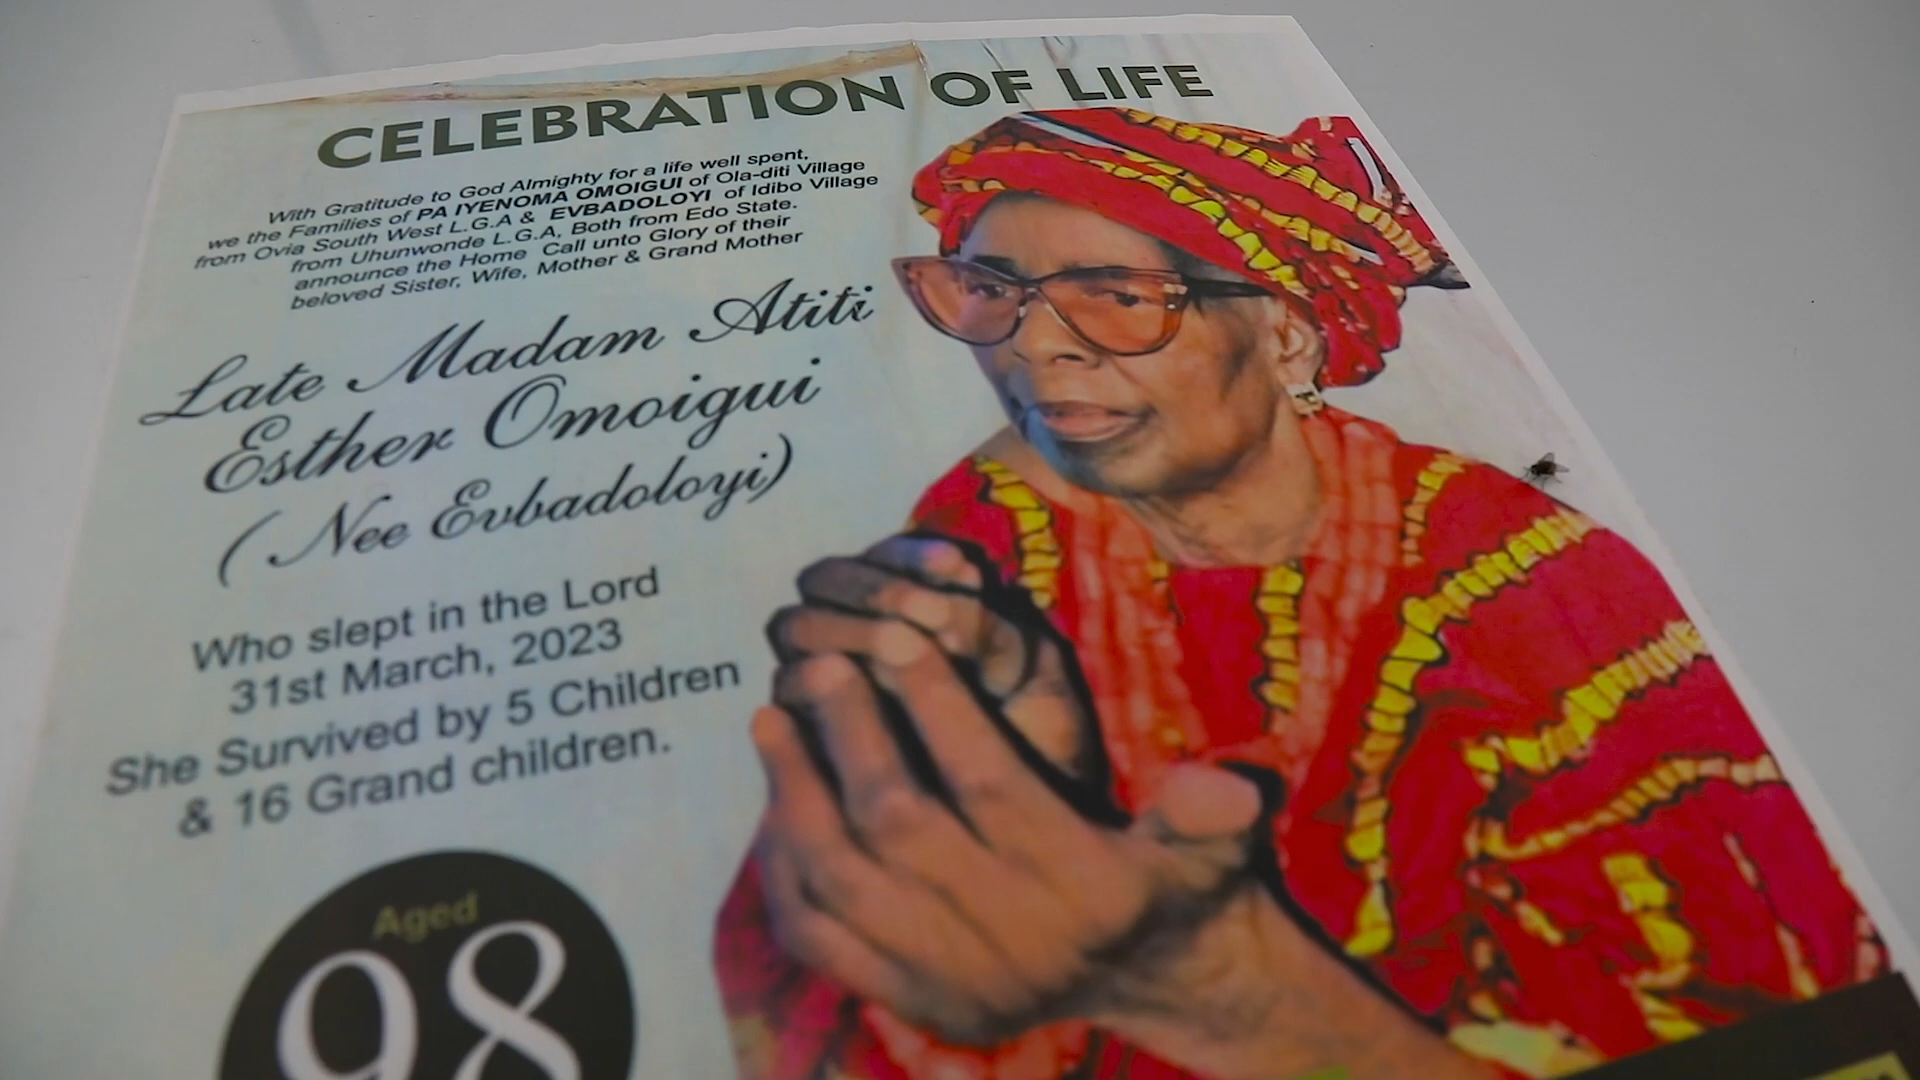 CELEBRATION OF LIFE
With Gratitude to God Almighty for a life well spent,
we the Families of PA IYENOMA OMOIGUI of Ola-diti Village
from Ovia South West L.G.A & EVBADOLOYI of Idibo Village
from Uhunwonde L.G.A, Both from Edo State.
announce the Home Call unto Glory of their
beloved Sister, Wife, Mother & Grand Mother
Late Madam Atiti
Esther Omoigui
( Nee Evbadoloyi)
Who slept in the Lord
31st March, 2023
She Survived by 5 Children
& 16 Grand children.
Aged
98